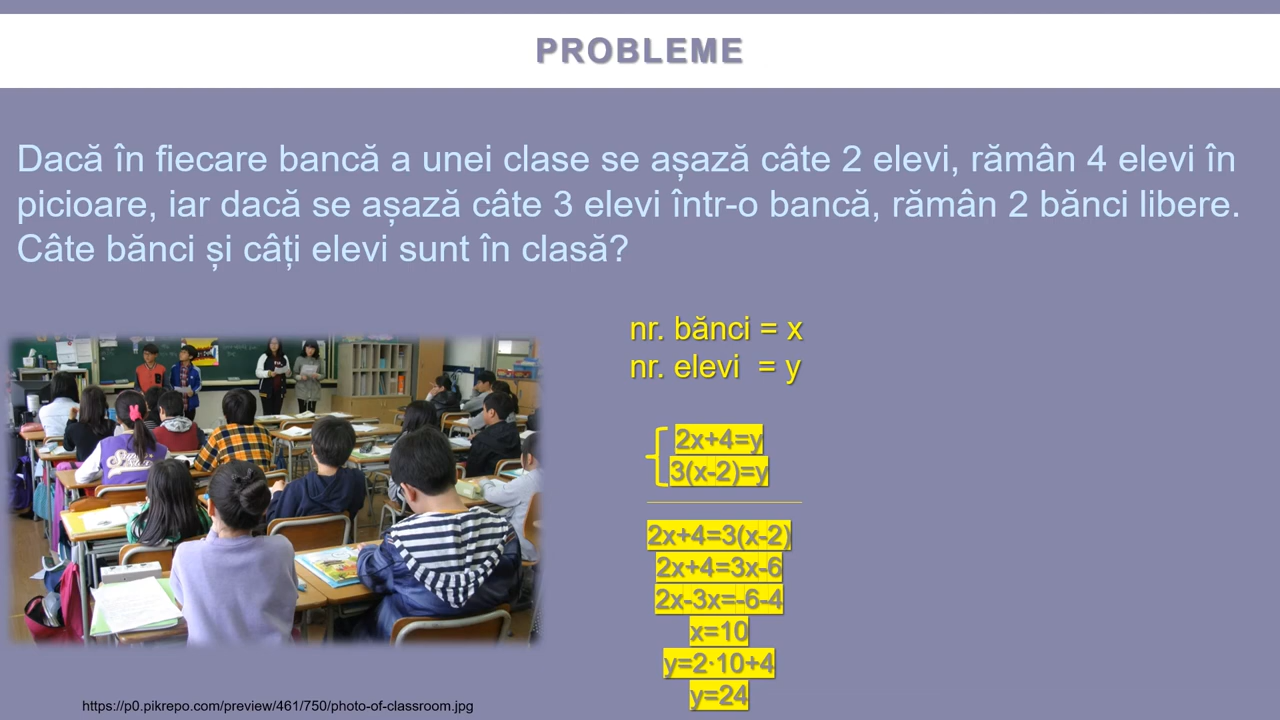 PROBLEME
Dacă în fiecare bancă a unei clase se așază câte 2 elevi, rămân 4 elevi în
picioare, iar dacă se așază câte 3 elevi într-o bancă, rămân 2 bănci libere.
Câte bănci și câți elevi sunt în clasă?
nr. bănci = x
nr. elevi = y
2x+4=y
3(x-2)=y
2x+4=3(x-2)
2x+4=3x-6
2x-3x=-6-4
x=10
y=2·10+4
y=24
https://p0.pikrepo.com/preview/461/750/photo-of-classroom.jpg